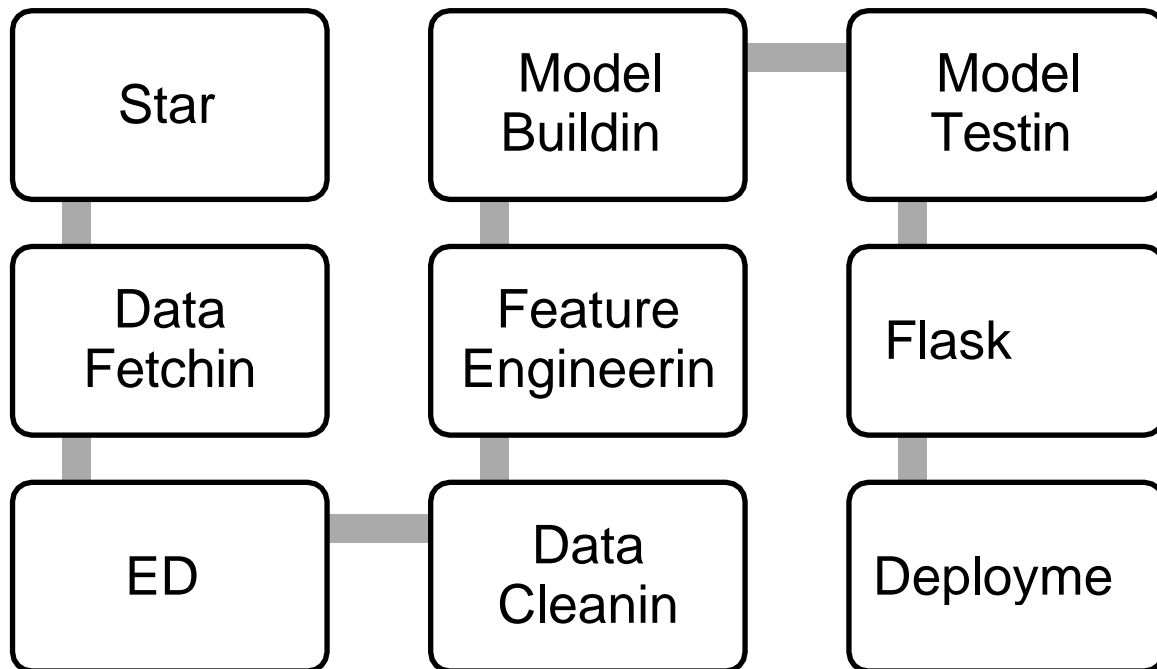 Star
Data
Fetchin
ED
Data
Cleanin
Feature
Engineerin
Model
Buildin
Model
Testin
Flask
Deployme